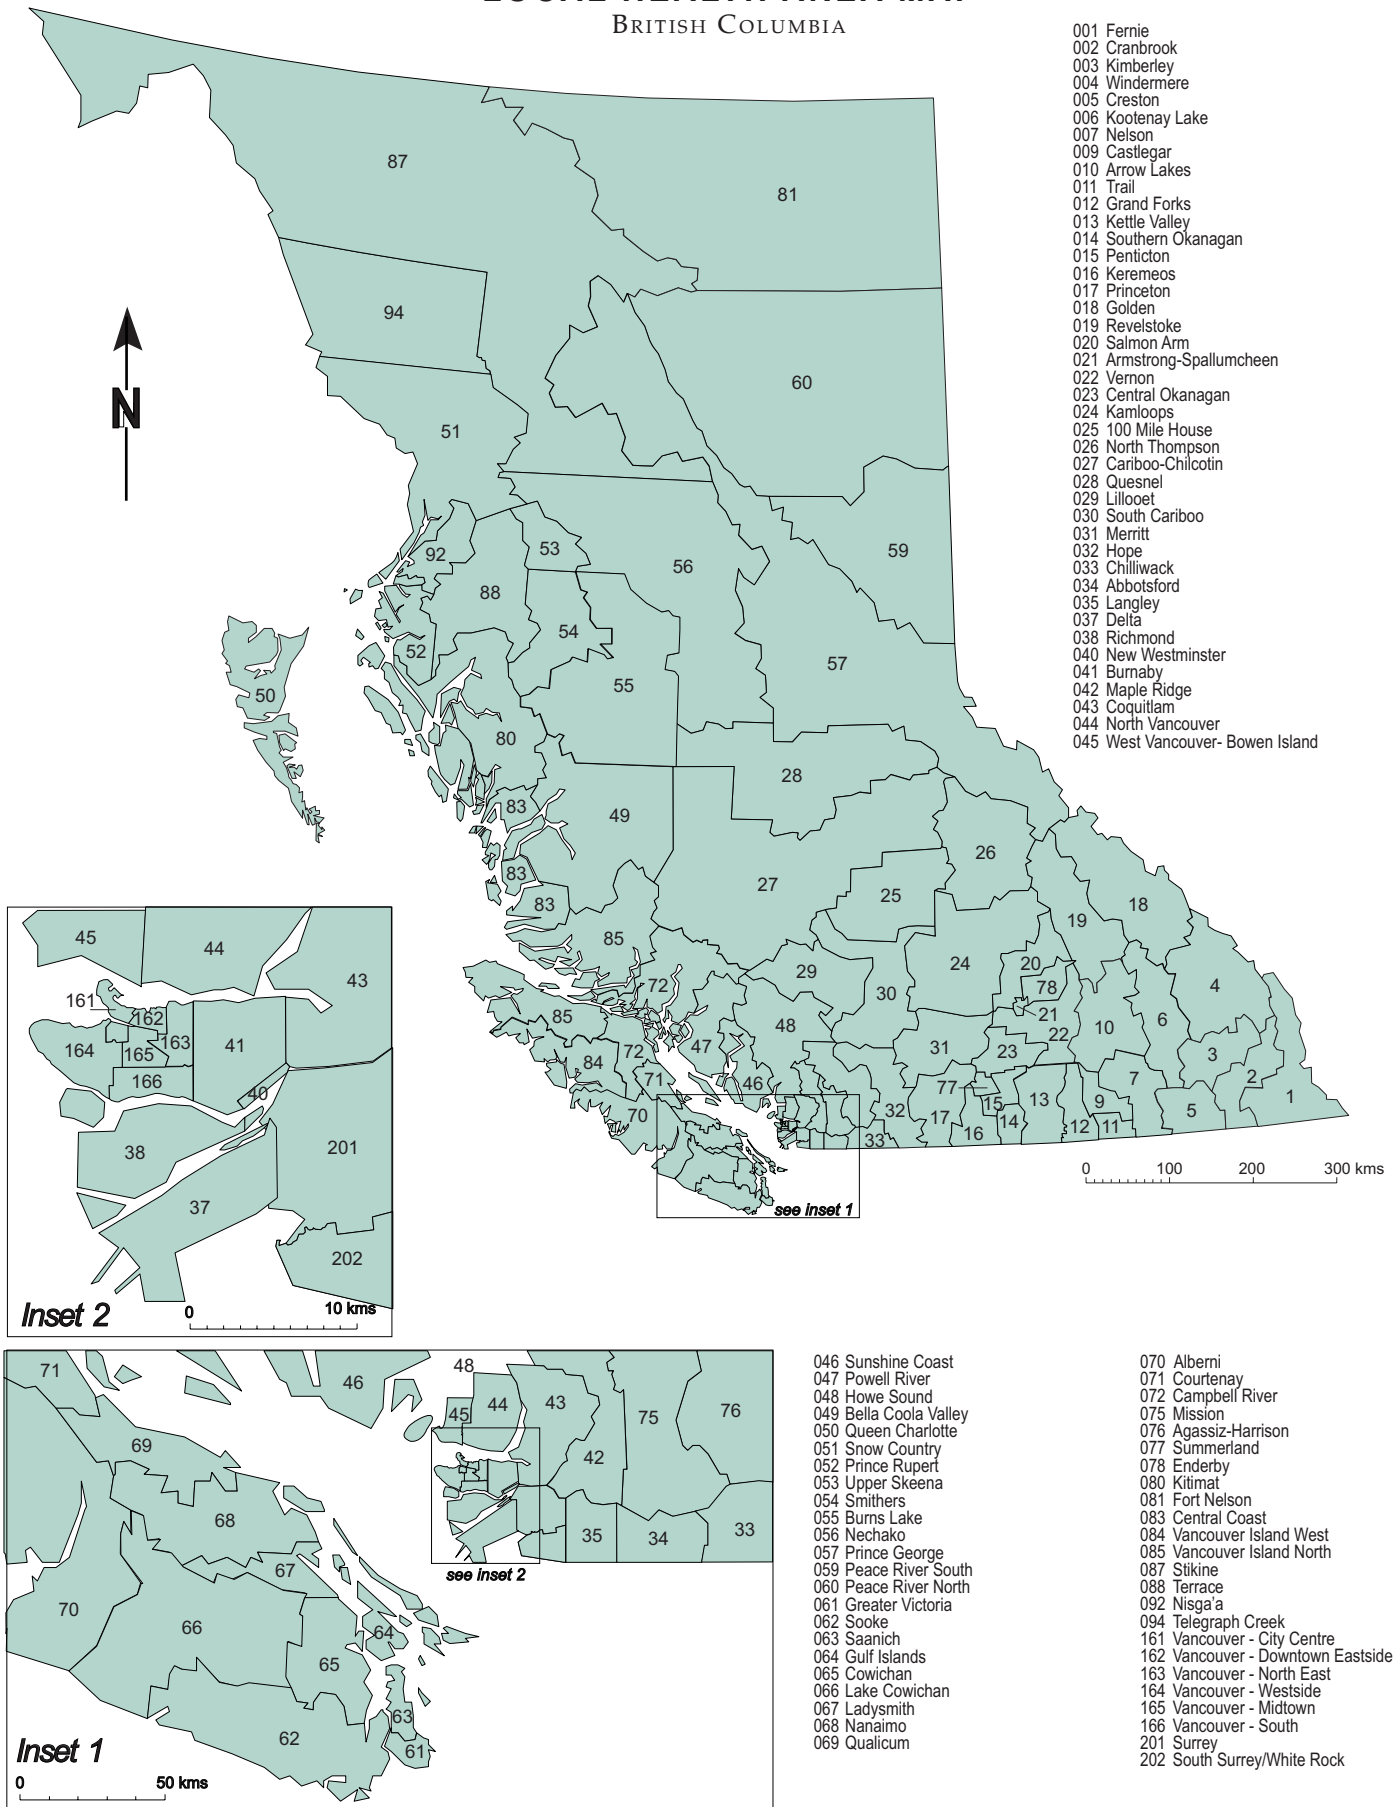 BRITISH COLUMBIA
001 Fernie
002 Cranbrook
003 Kimberley
004 Windermere
005 Creston
006 Kootenay Lake
007 Nelson
009 Castlegar
010 Arrow Lakes
011 Trail
012 Grand Forks
013 Kettle Valley
014 Southern Okanagan
015 Penticton
016 Keremeos
017 Princeton
018 Golden
019 Revelstoke
020 Salmon Arm
021 Armstrong-Spallumcheen
022 Vernon
023 Central Okanagan
024 Kamloops
025 100 Mile House
026 North Thompson
027 Cariboo-Chilcotin
028 Quesnel
029 Lillooet
030 South Cariboo
031 Merritt
032 Hope
033 Chilliwack
034 Abbotsford
035 Langley
037 Delta
038 Richmond
040 New Westminster
041 Burnaby
042 Maple Ridge
043 Coquitlam
044 North Vancouver
045 West Vancouver- Bowen Island
87
81
94
N
60
51
92
53
56
59
88
54
52
57
50
55
80
28
83
49
26
83
27
25
83
18
19
85
29
24
20
72
30
78
4
85
48
21
10
6
47
22
72
31
23
3
84
71
46
77
7
2
70
32
17
15
13
9
5
1
14
16
12
11
33
0 100 200 300 kms
see inset 1
45
44
43
161
162
163
41
164
165
166
40
38
201
37
202
Inset 2
0 10 kms
71
46
48
45
44
43
75
76
69
42
68
35
34
33
67
see inset 2
70
66
64
65
63
62
61
Inset 1
0 50 kms
046 Sunshine Coast
047 Powell River
048 Howe Sound
049 Bella Coola Valley
050 Queen Charlotte
051 Snow Country
052 Prince Rupert
053 Upper Skeena
054 Smithers
055 Burns Lake
056 Nechako
057 Prince George
059 Peace River South
060 Peace River North
061 Greater Victoria
062 Sooke
063 Saanich
064 Gulf Islands
065 Cowichan
066 Lake Cowichan
067 Ladysmith
068 Nanaimo
069 Qualicum
070 Alberni
071 Courtenay
072 Campbell River
075 Mission
076 Agassiz-Harrison
077 Summerland
078 Enderby
080 Kitimat
081 Fort Nelson
083 Central Coast
084 Vancouver Island West
085 Vancouver Island North
087 Stikine
088 Terrace
092 Nisga'a
094 Telegraph Creek
161 Vancouver - City Centre
162 Vancouver - Downtown Eastside
163 Vancouver - North East
164 Vancouver - Westside
165 Vancouver - Midtown
166 Vancouver - South
201 Surrey
202 South Surrey/White Rock